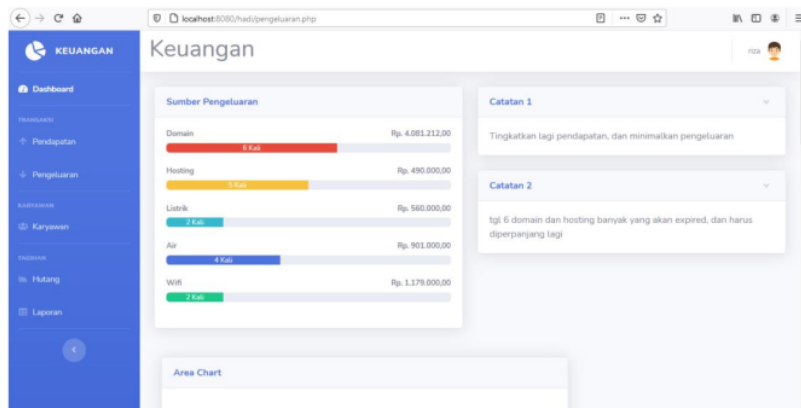 localhost:8080/hadi/pengeluaran.php
KEUANGAN
Keuangan
riza
Dashboard
TRANSAKSI
Pendapatan
Pengeluaran
KARYAWAN
Karyawan
TAGIHAN
Hutang
Laporan
Sumber Pengeluaran
Domain Rp. 4.081.212,00
6 Kali
Hosting Rp. 490.000,00
5 Kali
Listrik Rp. 560.000,00
2 Kali
Air Rp. 901.000,00
4 Kali
Wifi Rp. 1.179.000,00
2 Kali
Catatan 1
Tingkatkan lagi pendapatan, dan minimalkan pengeluaran
Catatan 2
tgl 6 domain dan hosting banyak yang akan expired, dan harus
diperpanjang lagi
Area Chart